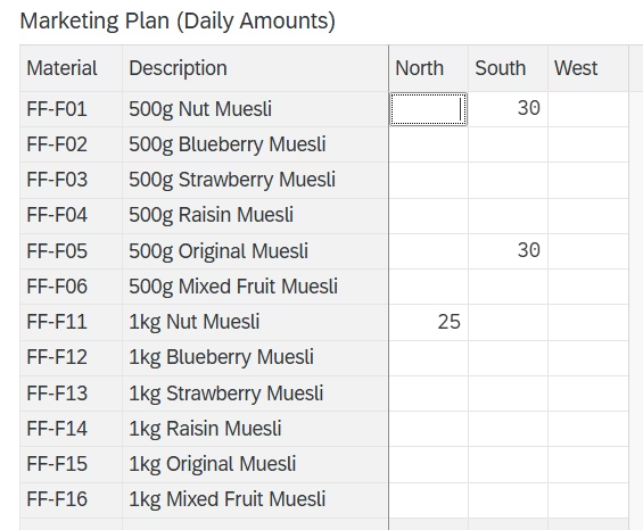 Marketing Plan (Daily Amounts)
Material Description North South West
FF-F01 500g Nut Muesli 30
FF-F02 500g Blueberry Muesli
FF-F03 500g Strawberry Muesli
FF-F04 500g Raisin Muesli
FF-F05 500g Original Muesli 30
FF-F06 500g Mixed Fruit Muesli
FF-F11 1kg Nut Muesli 25
FF-F12 1kg Blueberry Muesli
FF-F13 1kg Strawberry Muesli
FF-F14 1kg Raisin Muesli
FF-F15 1kg Original Muesli
FF-F16 1kg Mixed Fruit Muesli